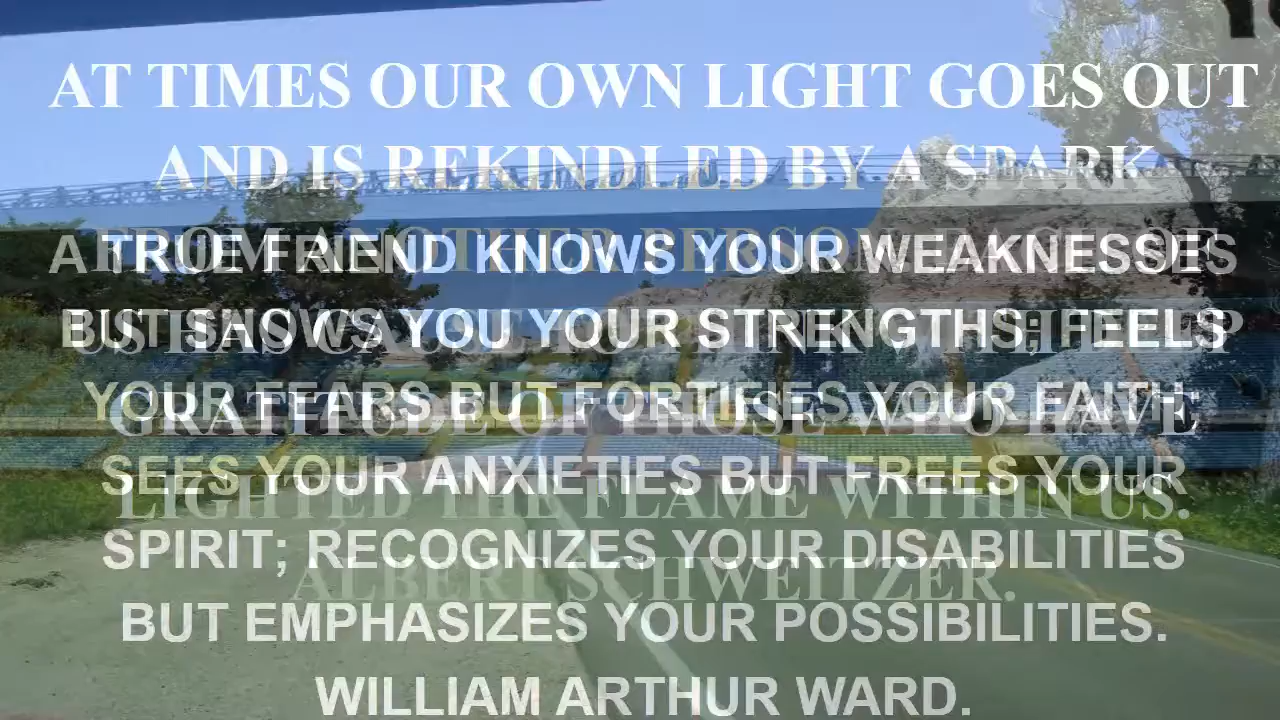 AT TIMES OUR OWN LIGHT GOES OUT
AND IS REKINDLED BY A SPARK
FROM ANOTHER PERSON. EACH OF
US HAS CAUSE TO THINK WITH DEEP
GRATITUDE OF THOSE WHO HAVE
LIGHTED THE FLAME WITHIN US.
ALBERT SCHWEITZER.
A TRUE FRIEND KNOWS YOUR WEAKNESSES
BUT SHOWS YOU YOUR STRENGTHS; FEELS
YOUR FEARS BUT FORTIFIES YOUR FAITH;
SEES YOUR ANXIETIES BUT FREES YOUR
SPIRIT; RECOGNIZES YOUR DISABILITIES
BUT EMPHASIZES YOUR POSSIBILITIES.
WILLIAM ARTHUR WARD.